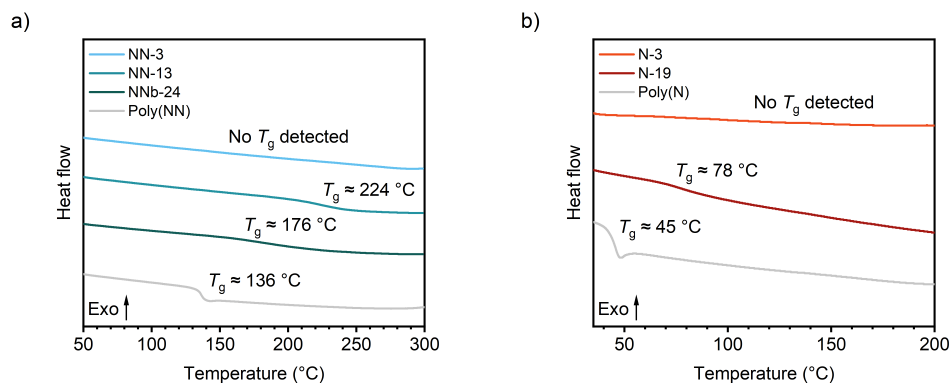 a)
NN-3
NN-13
NNb-24
Poly(NN)
No Tg detected
Tg ≈ 224 °C
Tg ≈ 176 °C
Tg ≈ 136 °C
Exo
Heat flow
50 100 150 200 250 300
Temperature (°C)
b)
N-3
N-19
Poly(N)
No Tg detected
Tg ≈ 78 °C
Tg ≈ 45 °C
Exo
Heat flow
50 100 150 200
Temperature (°C)